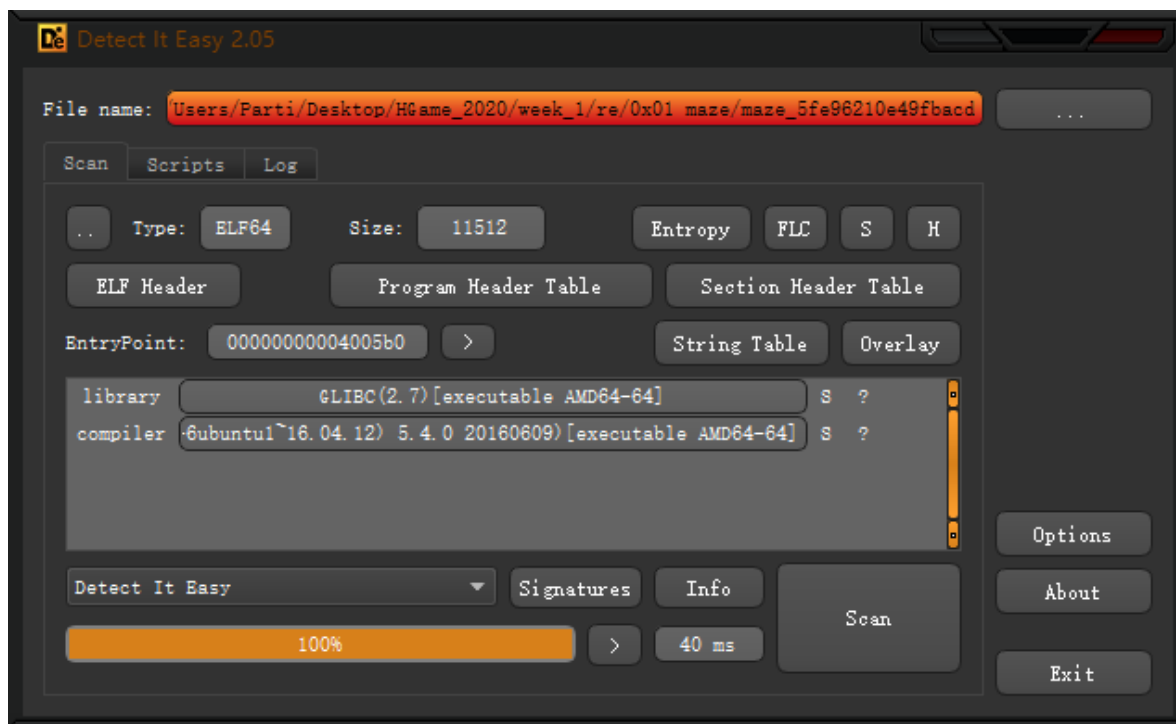 Detect It Easy 2.05
File name: /Users/Parti/Desktop/HGame_2020/week_1/re/0x01 maze/maze_5fe96210e49fbacd ...
Scan Scripts Log
.. Type: ELF64 Size: 11512 Entropy FLC S H
ELF Header Program Header Table Section Header Table
EntryPoint: 00000000004005b0 > String Table Overlay
library GLIBC(2.7)[executable AMD64-64] S ?
compiler -6ubuntu1~16.04.12) 5.4.0 20160609)[executable AMD64-64] S ?
Options
Detect It Easy Signatures Info Scan About
100% > 40 ms
Exit